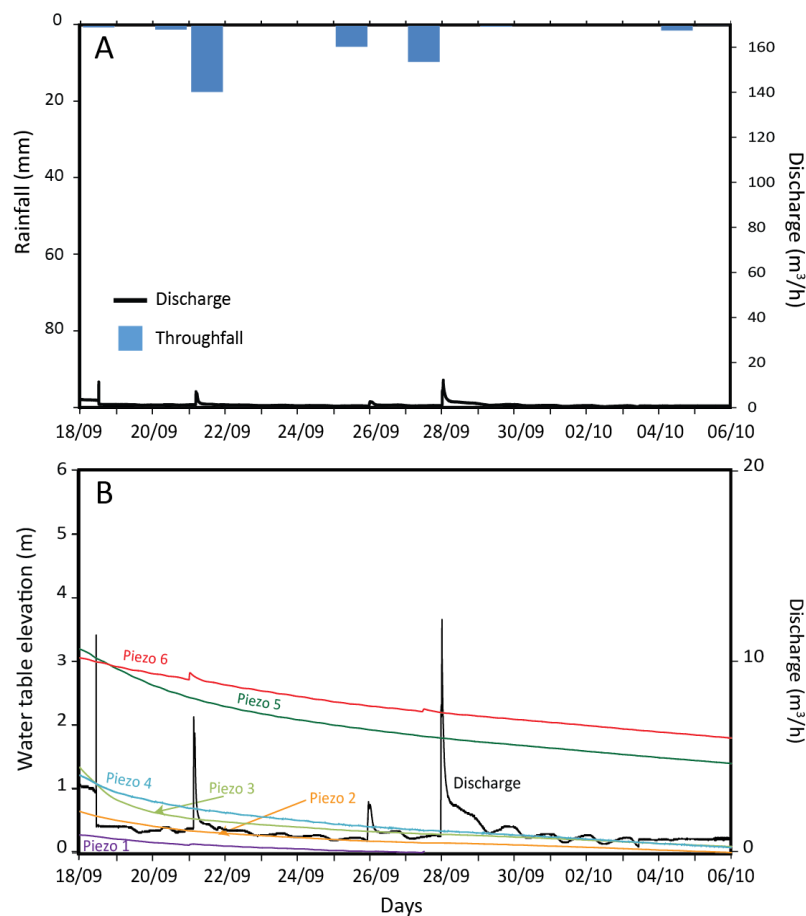 A
Rainfall (mm)
0
20
40
60
80
Discharge (m³/h)
160
140
120
100
80
60
40
20
0
Discharge
Throughfall
18/09 20/09 22/09 24/09 26/09 28/09 30/09 02/10 04/10 06/10
B
Water table elevation (m)
6
5
4
3
2
1
0
Discharge (m³/h)
20
10
0
Piezo 6
Piezo 5
Piezo 4
Piezo 3
Piezo 2
Piezo 1
Discharge
18/09 20/09 22/09 24/09 26/09 28/09 30/09 02/10 04/10 06/10
Days